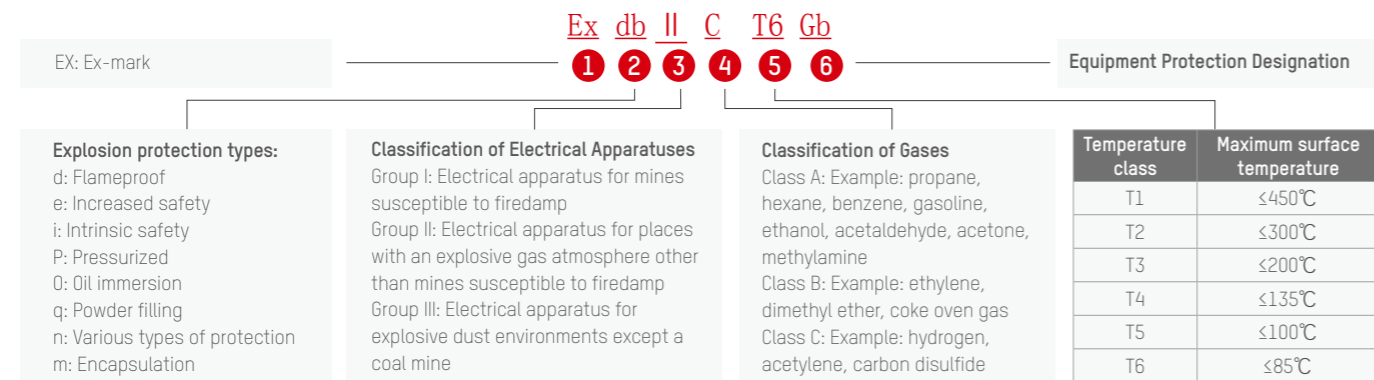 Ex db II C T6 Gb
1 2 3 4 5 6
EX: Ex-mark
Equipment Protection Designation
Explosion protection types:
d: Flameproof
e: Increased safety
i: Intrinsic safety
P: Pressurized
O: Oil immersion
q: Powder filling
n: Various types of protection
m: Encapsulation
Classification of Electrical Apparatuses
Group I: Electrical apparatus for mines
susceptible to firedamp
Group II: Electrical apparatus for places
with an explosive gas atmosphere other
than mines susceptible to firedamp
Group III: Electrical apparatus for
explosive dust environments except a
coal mine
Classification of Gases
Class A: Example: propane,
hexane, benzene, gasoline,
ethanol, acetaldehyde, acetone,
methylamine
Class B: Example: ethylene,
dimethyl ether, coke oven gas
Class C: Example: hydrogen,
acetylene, carbon disulfide
Temperature class Maximum surface temperature
T1 ≤450℃
T2 ≤300℃
T3 ≤200℃
T4 ≤135℃
T5 ≤100℃
T6 ≤85℃